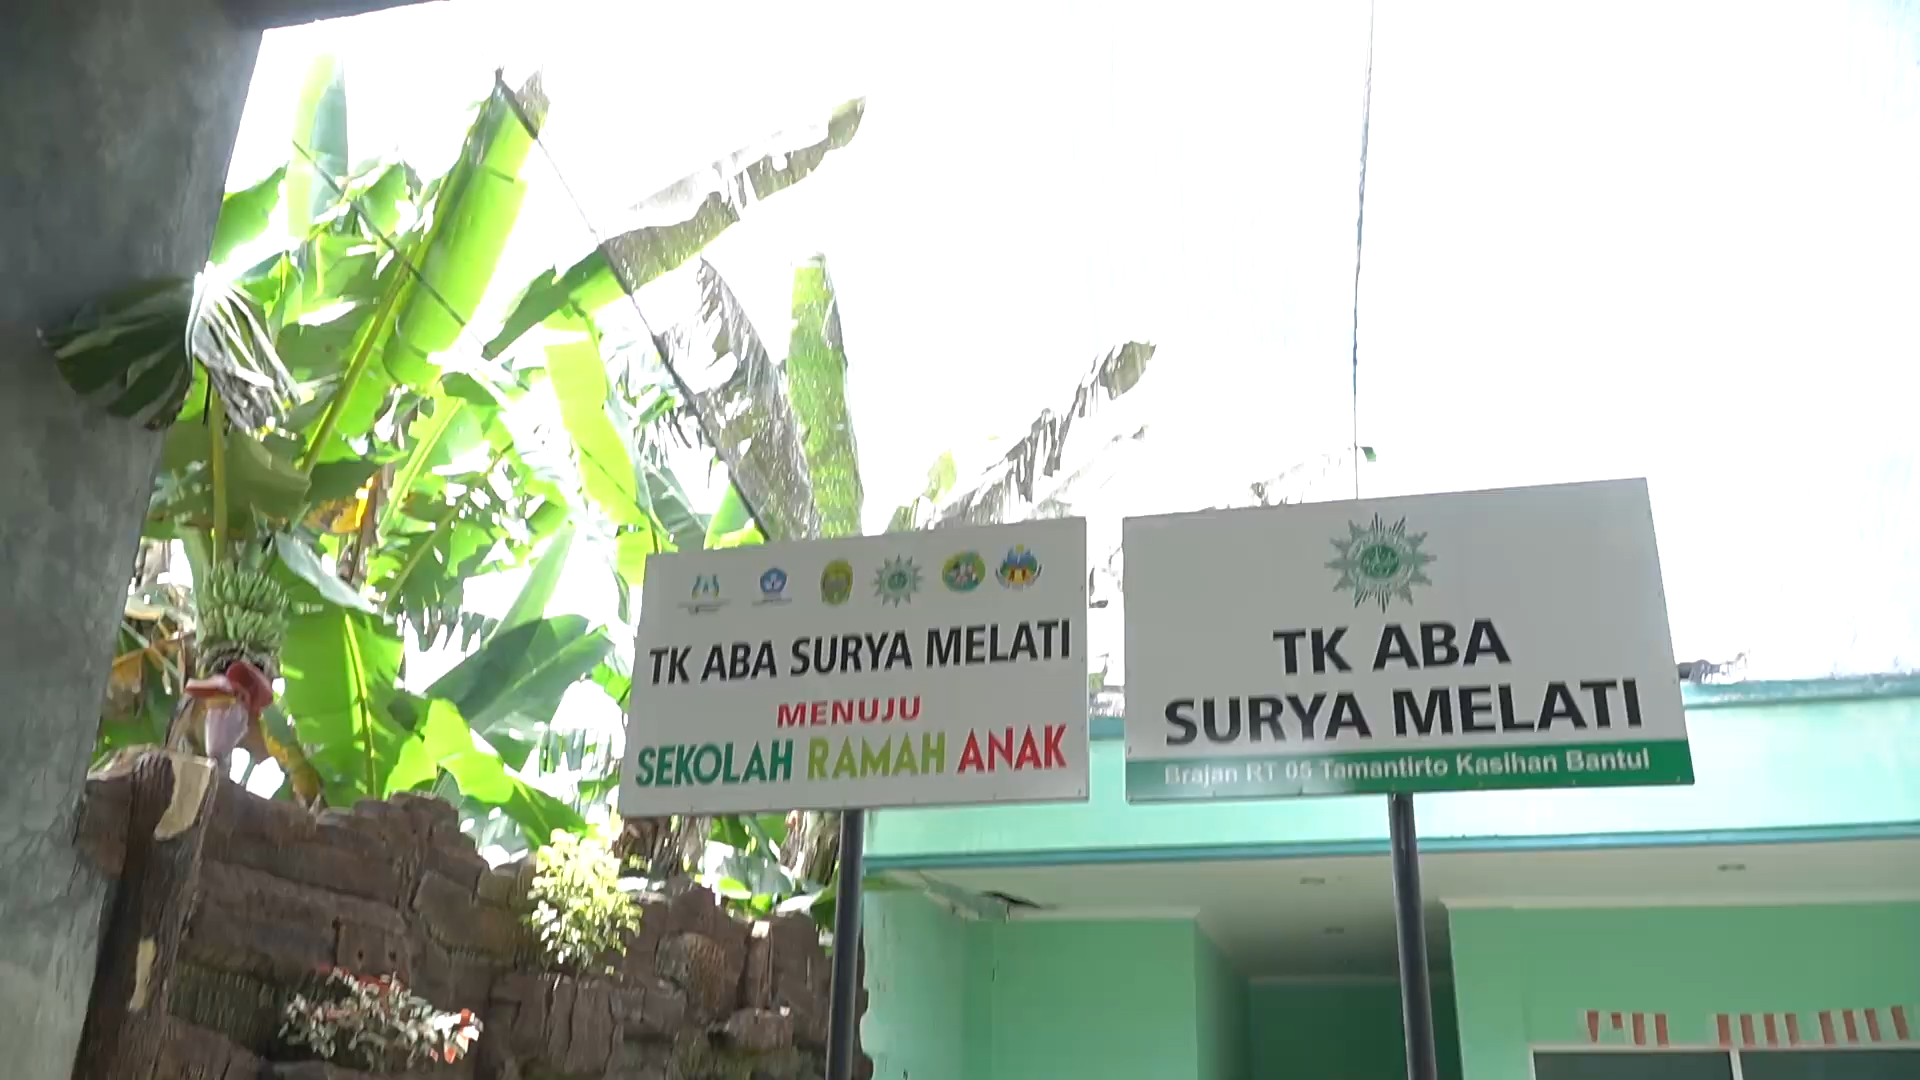 TK ABA SURYA MELATI
MENUJU
SEKOLAH RAMAH ANAK
TK ABA
SURYA MELATI
Brajan RT 05 Tamantirto Kasihan Bantul